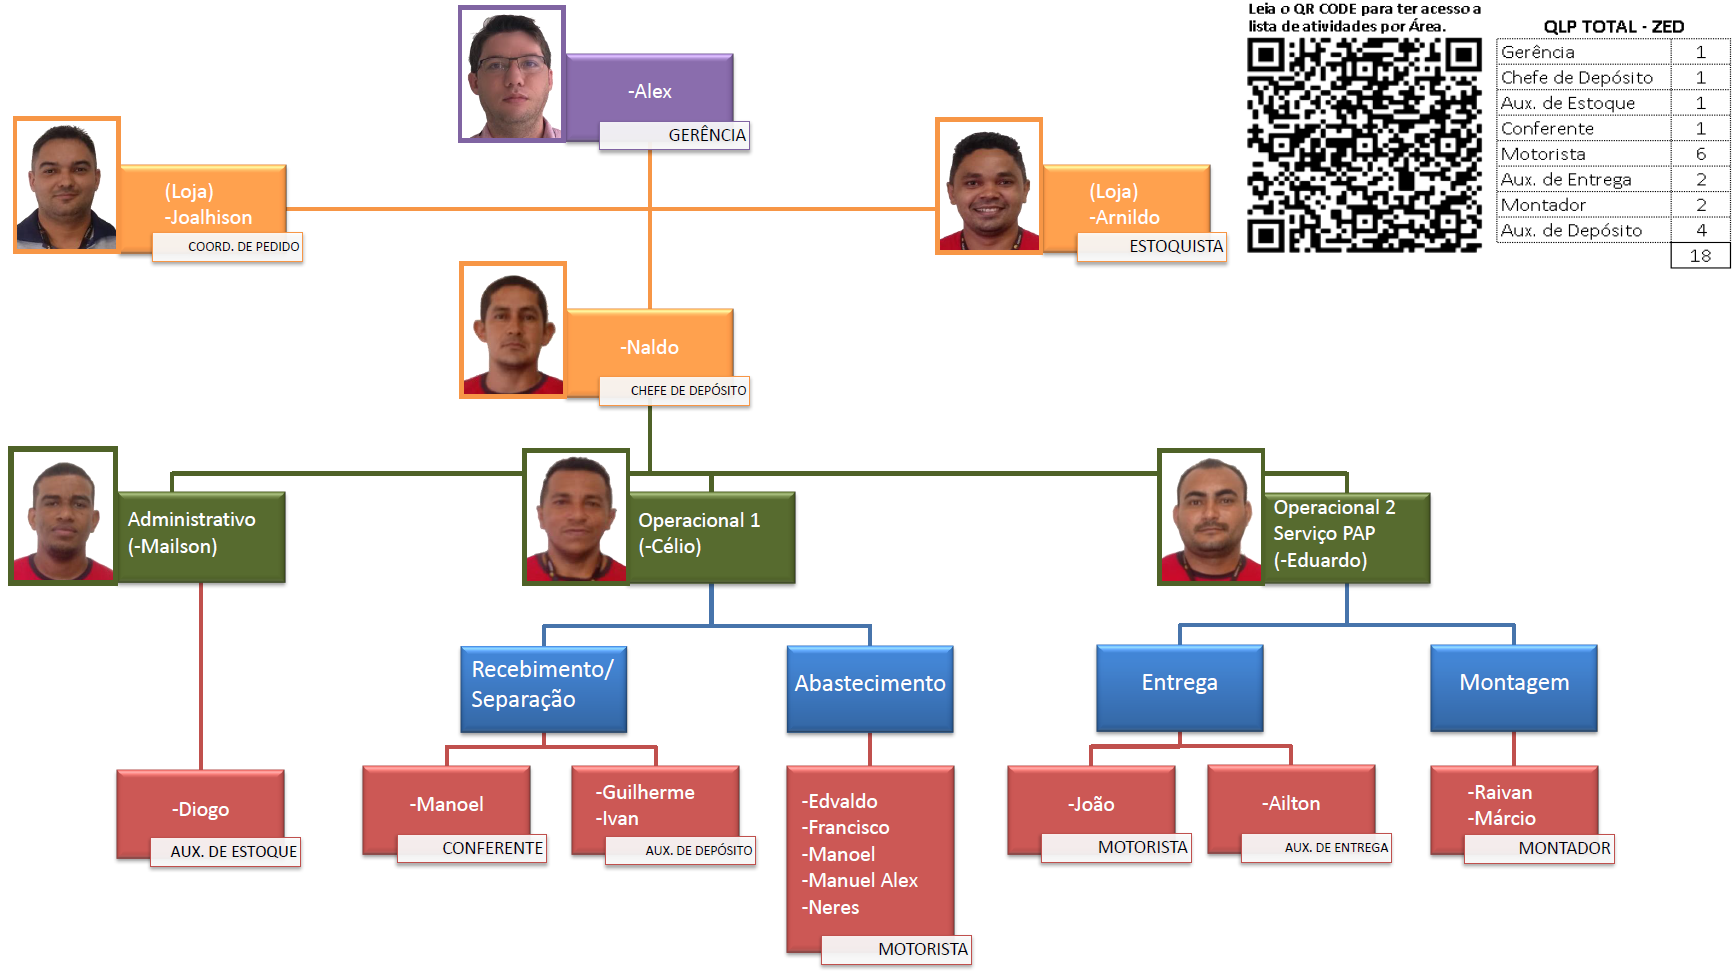 Leia o QR CODE para ter acesso a
lista de atividades por Área.
QLP TOTAL - ZED
Gerência 1
Chefe de Depósito 1
Aux. de Estoque 1
Conferente 1
Motorista 6
Aux. de Entrega 2
Montador 2
Aux. de Depósito 4
18
-Alex
GERÊNCIA
(Loja)
-Joalhison
COORD. DE PEDIDO
(Loja)
-Arnildo
ESTOQUISTA
-Naldo
CHEFE DE DEPÓSITO
Administrativo
(-Mailson)
Operacional 1
(-Célio)
Operacional 2
Serviço PAP
(-Eduardo)
Recebimento/
Separação
Abastecimento
Entrega
Montagem
-Diogo
AUX. DE ESTOQUE
-Manoel
CONFERENTE
-Guilherme
-Ivan
AUX. DE DEPÓSITO
-Edvaldo
-Francisco
-Manoel
-Manuel Alex
-Neres
MOTORISTA
-João
MOTORISTA
-Ailton
AUX. DE ENTREGA
-Raivan
-Márcio
MONTADOR